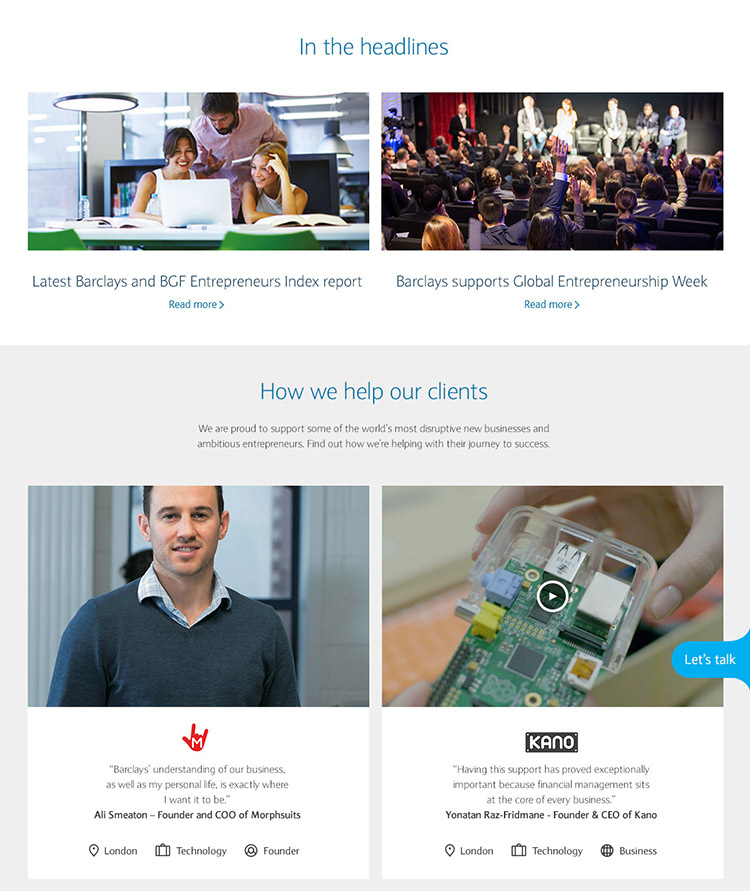 In the headlines
Latest Barclays and BGF Entrepreneurs Index report
Read more >
Barclays supports Global Entrepreneurship Week
Read more >
How we help our clients
We are proud to support some of the world's most disruptive new businesses and
ambitious entrepreneurs. Find out how we're helping with their journey to success.
Let's talk
M
“Barclays' understanding of our business,
as well as my personal life, is exactly where
I want it to be.”
Ali Smeaton – Founder and COO of Morphsuits
London Technology Founder
KANO
“Having this support has proved exceptionally
important because financial management sits
at the core of every business.”
Yonatan Raz-Fridmane - Founder & CEO of Kano
London Technology Business